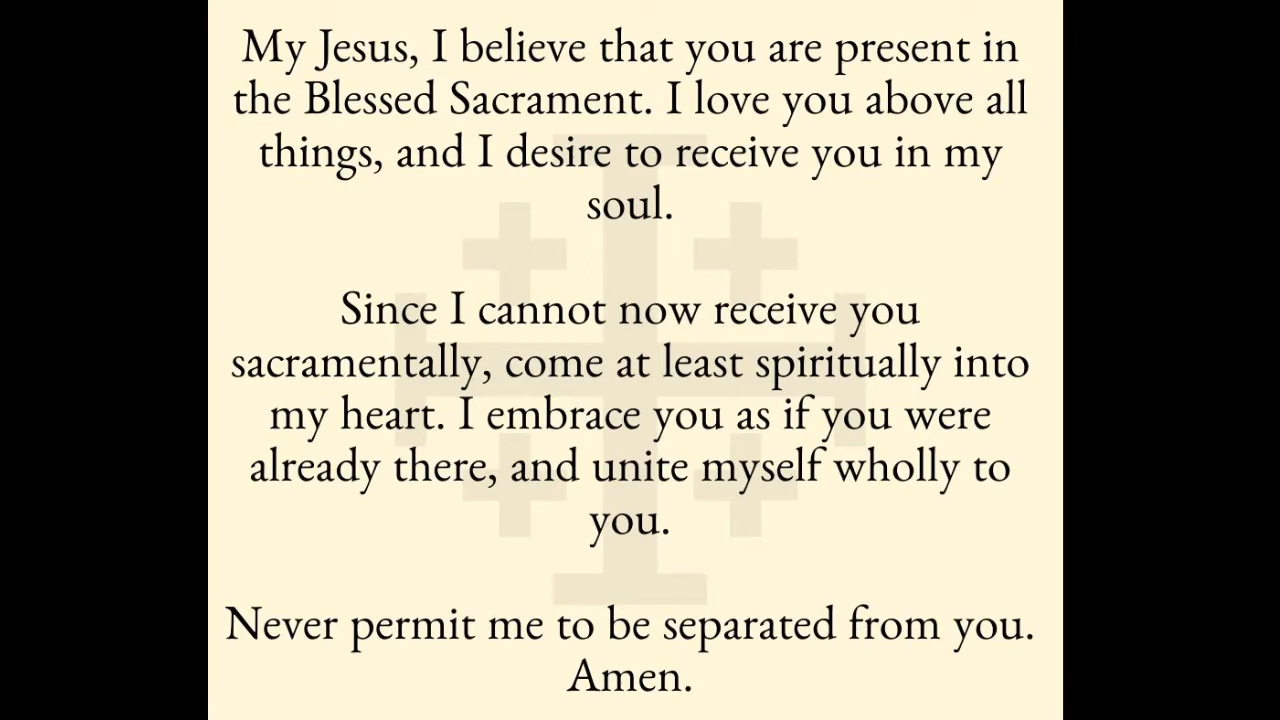 My Jesus, I believe that you are present in
the Blessed Sacrament. I love you above all
things, and I desire to receive you in my
soul.
Since I cannot now receive you
sacramentally, come at least spiritually into
my heart. I embrace you as if you were
already there, and unite myself wholly to
you.
Never permit me to be separated from you.
Amen.